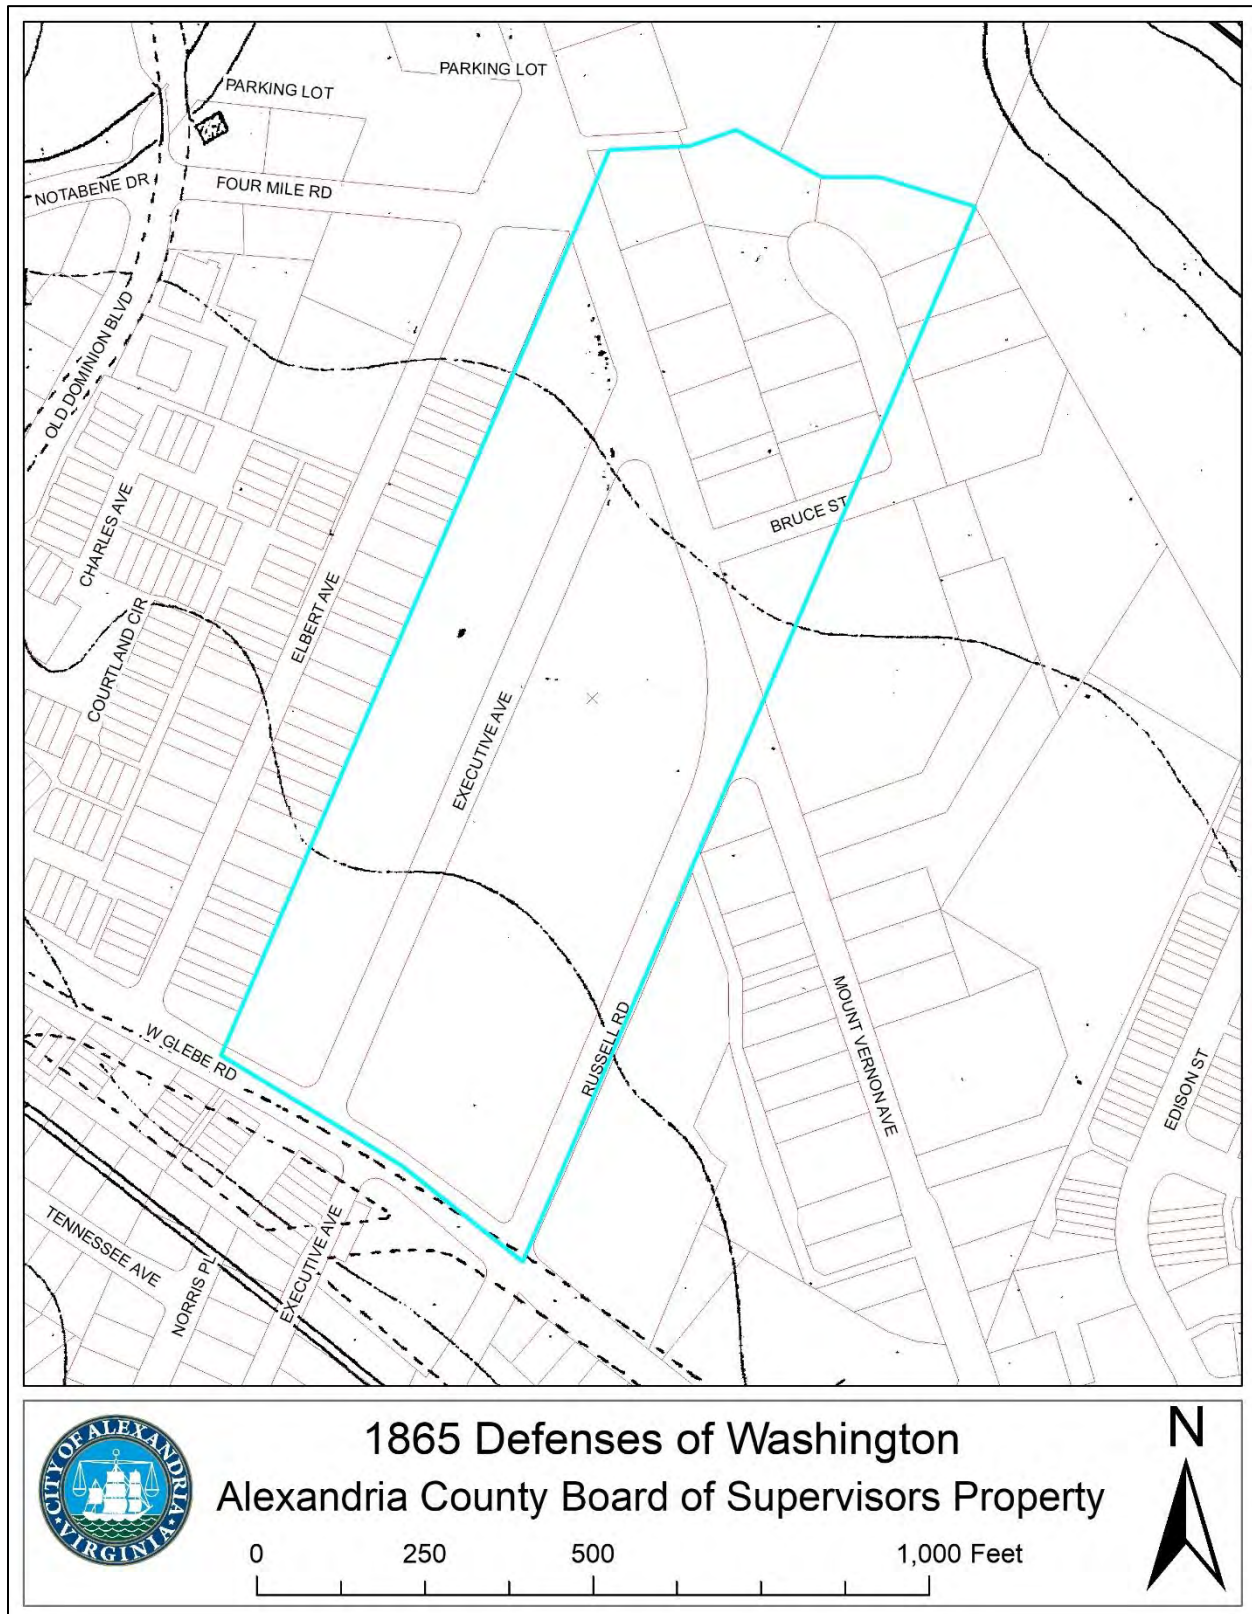 PARKING LOT
PARKING LOT
NOTABENE DR
FOUR MILE RD
OLD DOMINION BLVD
BRUCE ST
CHARLES AVE
ELBERT AVE
COURTLAND CIR
EXECUTIVE AVE
W GLEBE RD
RUSSELL RD
MOUNT VERNON AVE
EDISON ST
TENNESSEE AVE
NORRIS PL
EXECUTIVE AVE
CITY OF ALEXANDRIA
VIRGINIA
1865 Defenses of Washington
Alexandria County Board of Supervisors Property
0 250 500 1,000 Feet
N